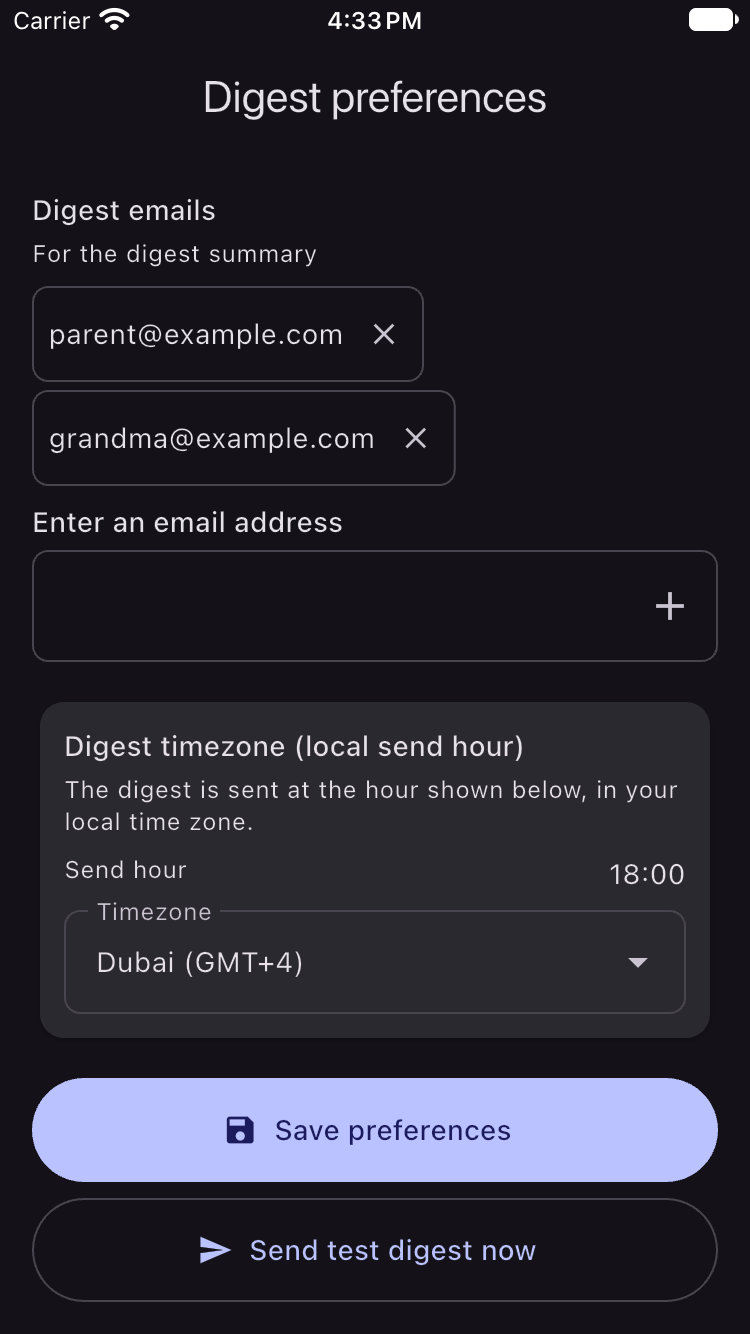 Carrier 4:33 PM
Digest preferences
Digest emails
For the digest summary
parent@example.com
grandma@example.com
Enter an email address
Digest timezone (local send hour)
The digest is sent at the hour shown below, in your
local time zone.
Send hour 18:00
Timezone
Dubai (GMT+4)
Save preferences
Send test digest now